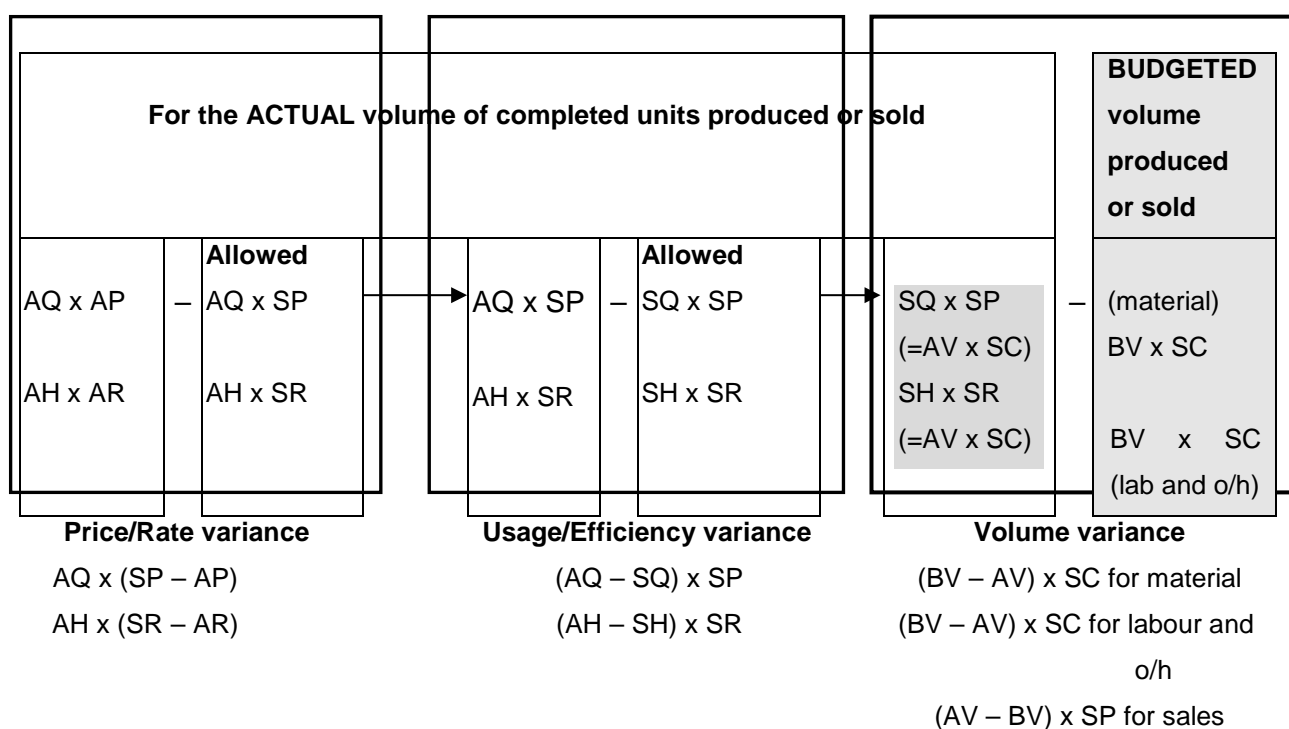 For the ACTUAL volume of completed units produced or sold
BUDGETED
volume
produced
or sold
Allowed
AQ x AP – AQ x SP
AH x AR AH x SR
Allowed
AQ x SP – SQ x SP
AH x SR SH x SR
SQ x SP –
(=AV x SC)
SH x SR
(=AV x SC)
(material)
BV x SC
BV x SC
(lab and o/h)
Price/Rate variance
AQ x (SP – AP)
AH x (SR – AR)
Usage/Efficiency variance
(AQ – SQ) x SP
(AH – SH) x SR
Volume variance
(BV – AV) x SC for material
(BV – AV) x SC for labour and
o/h
(AV – BV) x SP for sales